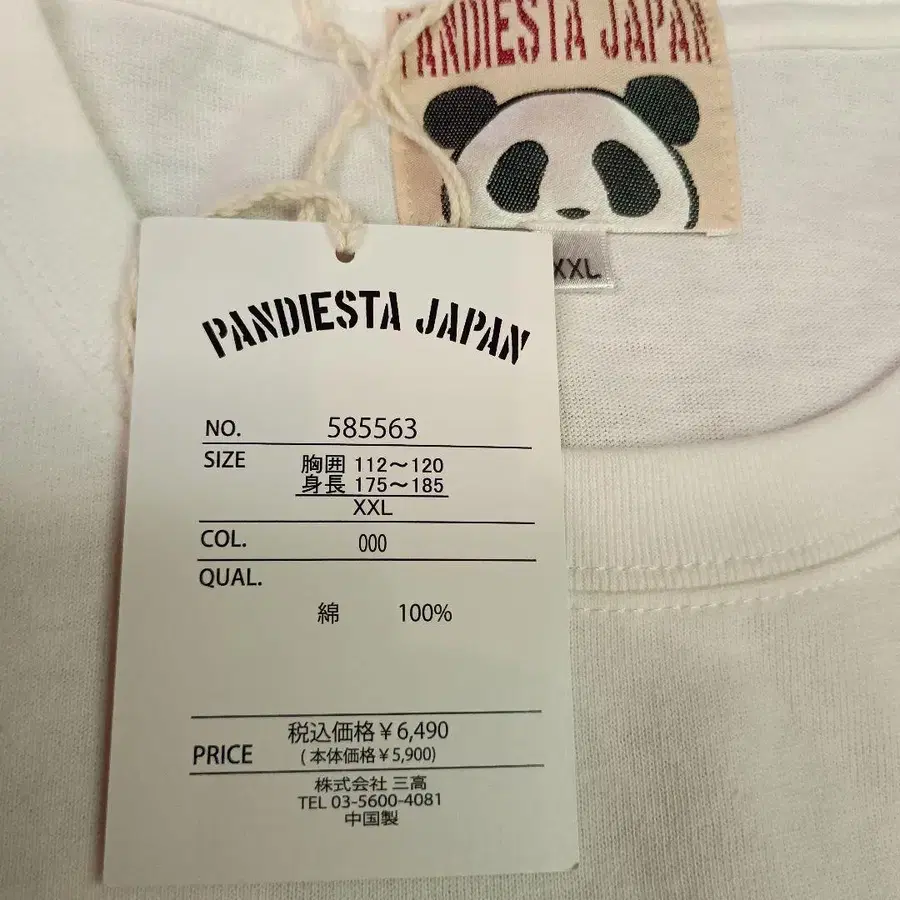 PANDIESTA JAPAN
XXL
PANDIESTA JAPAN
NO. 585563
SIZE 胸囲 112〜120
身長 175〜185
XXL
COL. 000
QUAL.
綿 100%
税込価格¥6,490
PRICE (本体価格¥5,900)
株式会社 三高
TEL 03-5600-4081
中国製